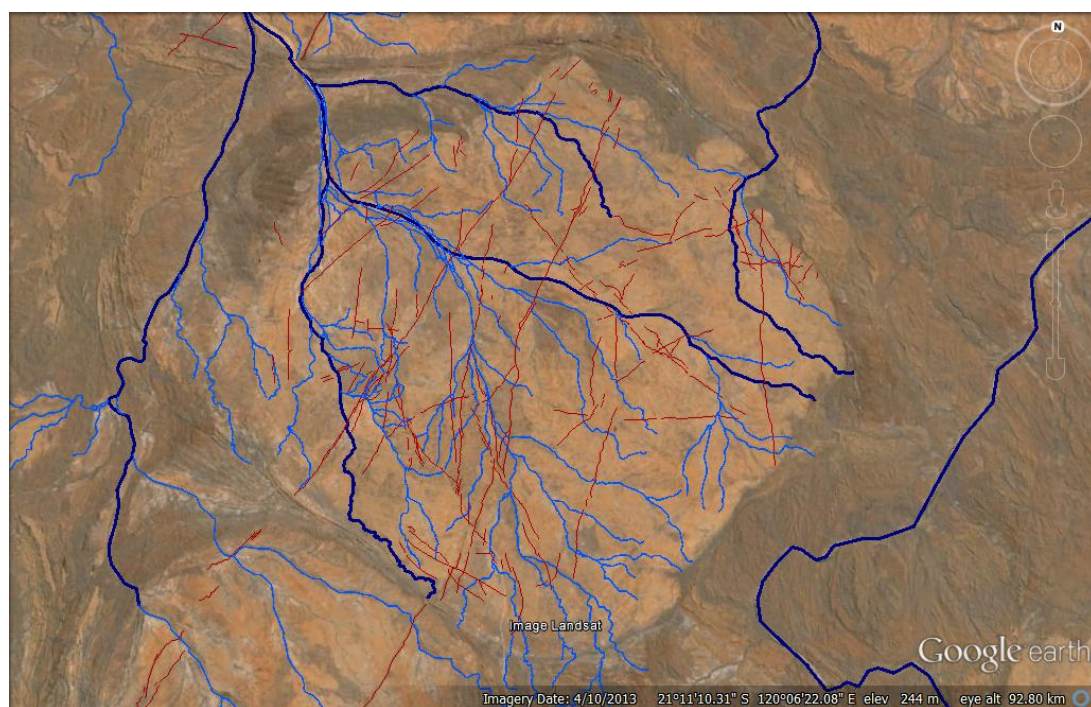 N
Image Landsat
Google earth
Imagery Date: 4/10/2013 21°11'10.31" S 120°06'22.08" E elev 244 m eye alt 92.80 km